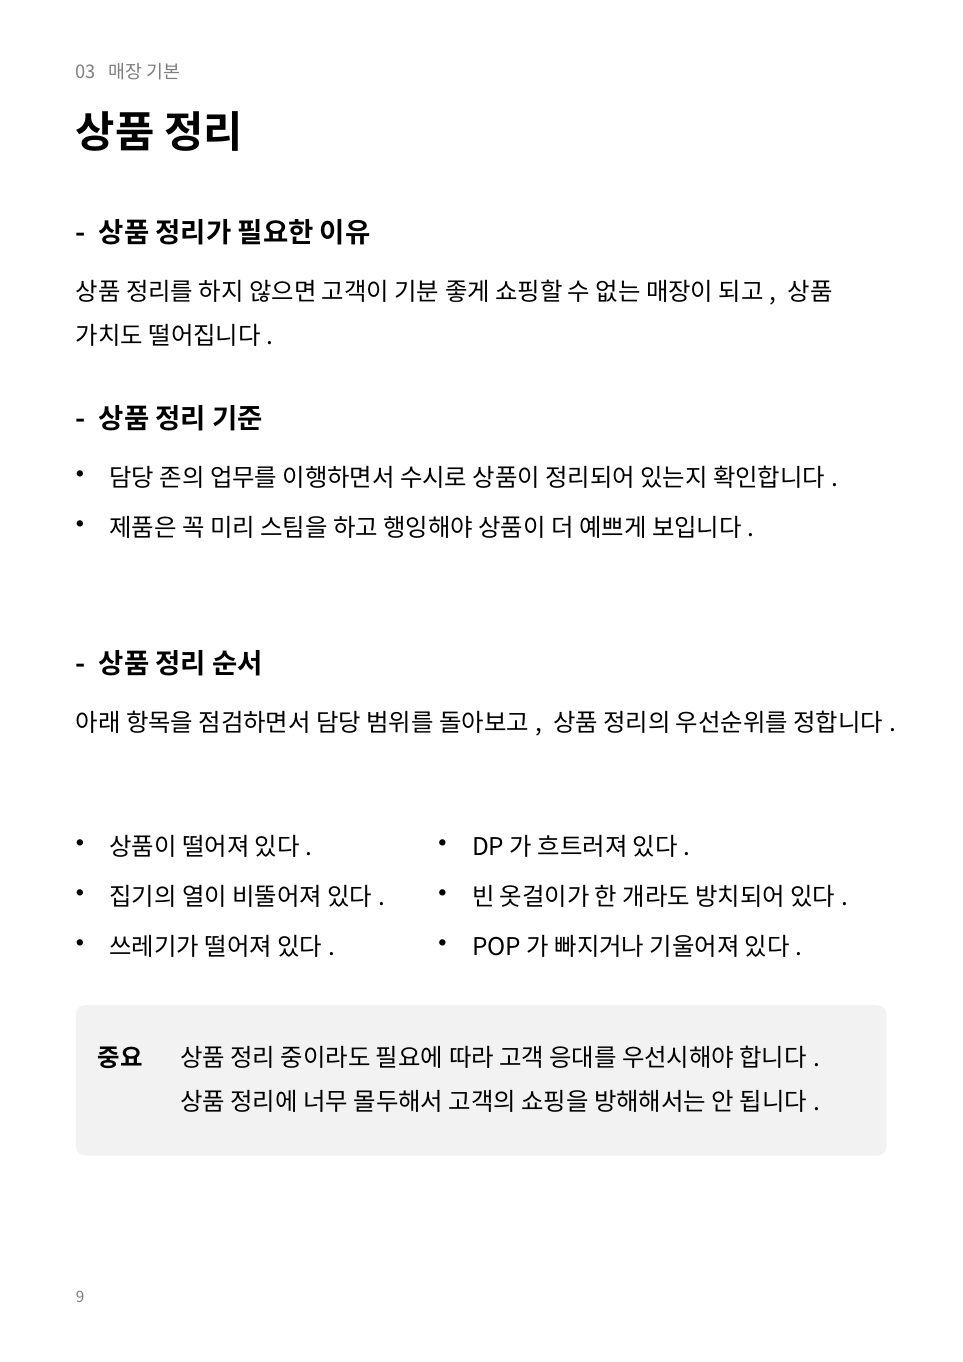 03 매장 기본
상품 정리
- 상품 정리가 필요한 이유
상품 정리를 하지 않으면 고객이 기분 좋게 쇼핑할 수 없는 매장이 되고 , 상품
가치도 떨어집니다 .
- 상품 정리 기준
• 담당 존의 업무를 이행하면서 수시로 상품이 정리되어 있는지 확인합니다 .
• 제품은 꼭 미리 스팀을 하고 행잉해야 상품이 더 예쁘게 보입니다 .
- 상품 정리 순서
아래 항목을 점검하면서 담당 범위를 돌아보고 , 상품 정리의 우선순위를 정합니다 .
• 상품이 떨어져 있다 .
• 집기의 열이 비뚤어져 있다 .
• 쓰레기가 떨어져 있다 .
• DP 가 흐트러져 있다 .
• 빈 옷걸이가 한 개라도 방치되어 있다 .
• POP 가 빠지거나 기울어져 있다 .
중요 상품 정리 중이라도 필요에 따라 고객 응대를 우선시해야 합니다 .
상품 정리에 너무 몰두해서 고객의 쇼핑을 방해해서는 안 됩니다 .
9